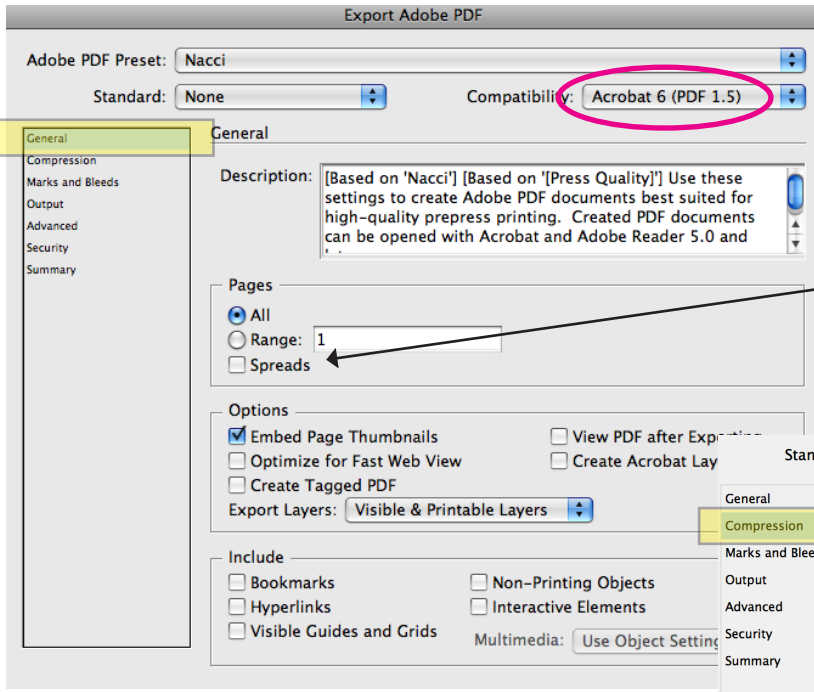 Export Adobe PDF
Adobe PDF Preset: Nacci
Standard: None
Compatibility: Acrobat 6 (PDF 1.5)
General
Compression
Marks and Bleeds
Output
Advanced
Security
Summary
General
Description: [Based on 'Nacci'] [Based on '[Press Quality]'] Use these
settings to create Adobe PDF documents best suited for
high-quality prepress printing. Created PDF documents
can be opened with Acrobat and Adobe Reader 5.0 and
Pages
All
Range: 1
Spreads
Options
Embed Page Thumbnails
View PDF after Exporting
Optimize for Fast Web View
Create Acrobat Lay
Create Tagged PDF
Export Layers: Visible & Printable Layers
Include
Bookmarks
Non-Printing Objects
Hyperlinks
Interactive Elements
Visible Guides and Grids
Multimedia: Use Object Setting
Stan
General
Compression
Marks and Blee
Output
Advanced
Security
Summary